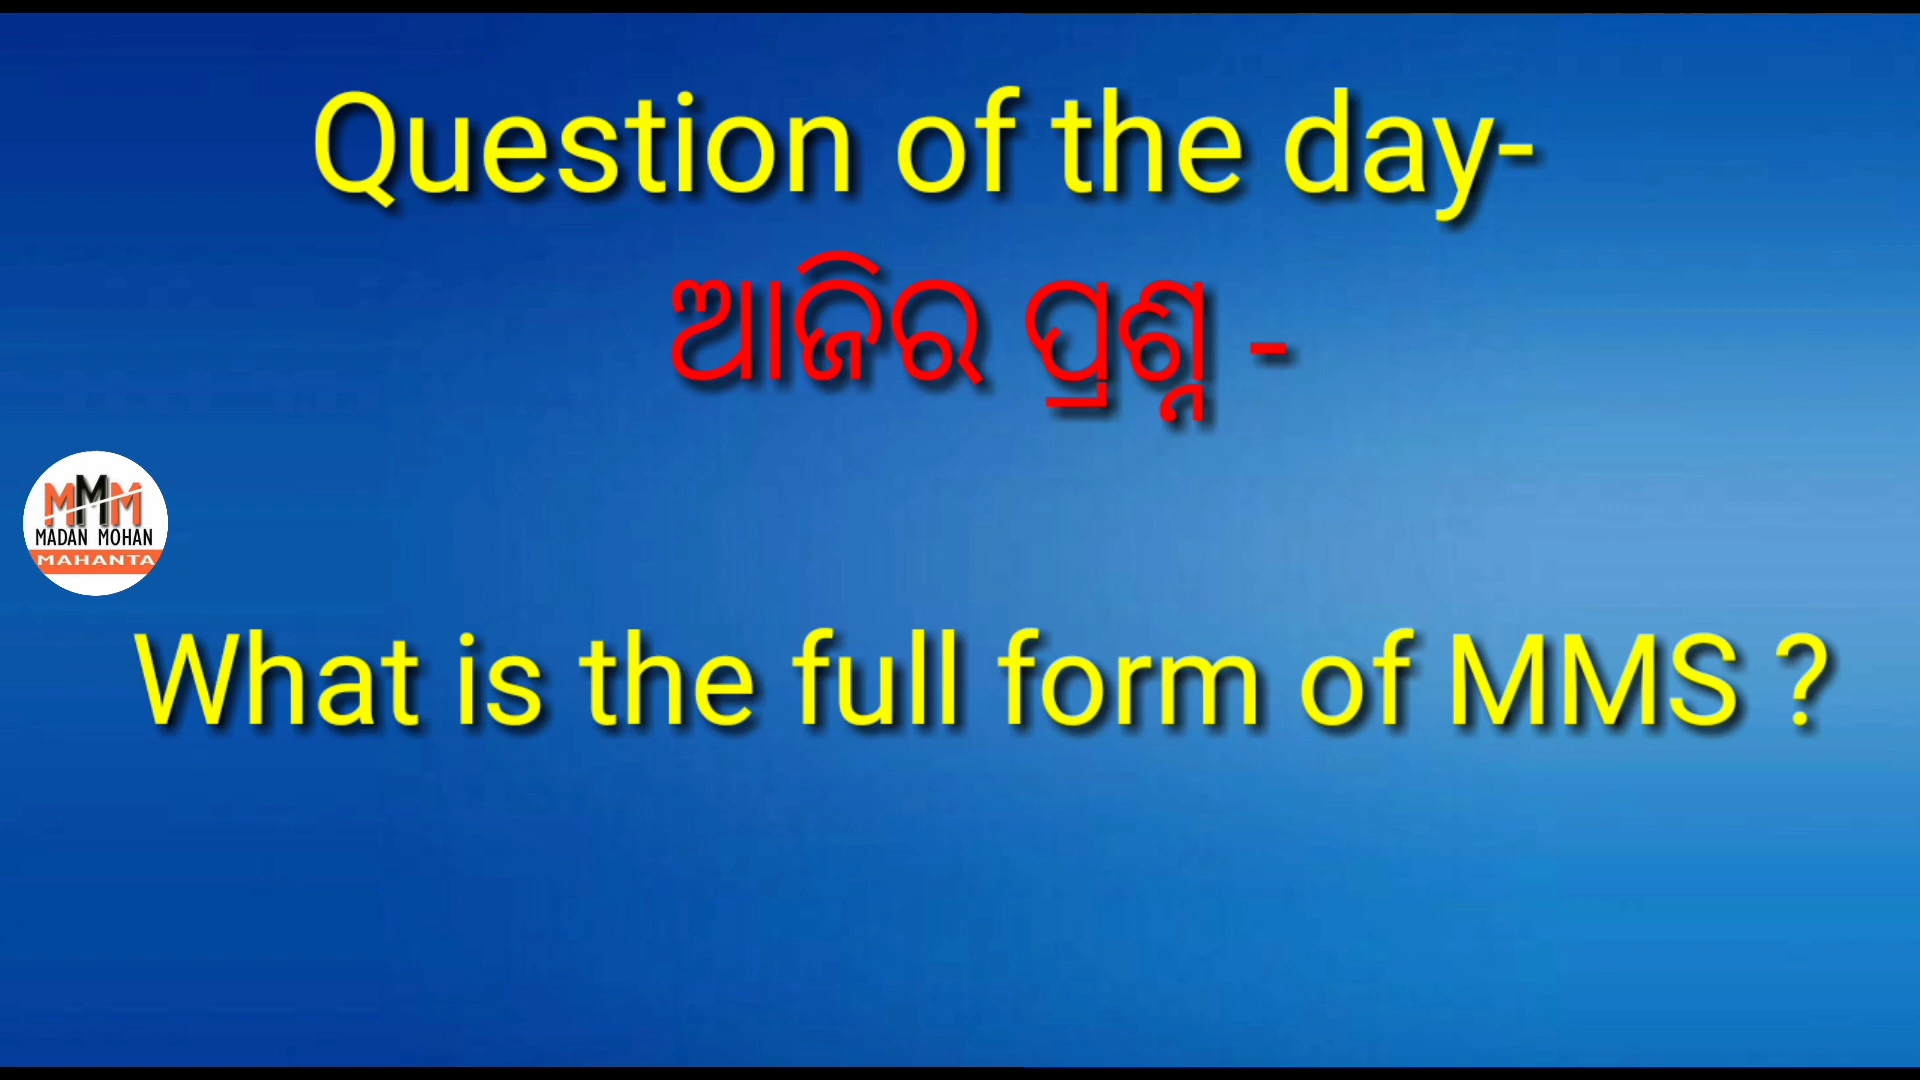 Question of the day-
ଆଜିର ପ୍ରଶ୍ନ -
MMM
MADAN MOHAN
MAHANTA
What is the full form of MMS ?